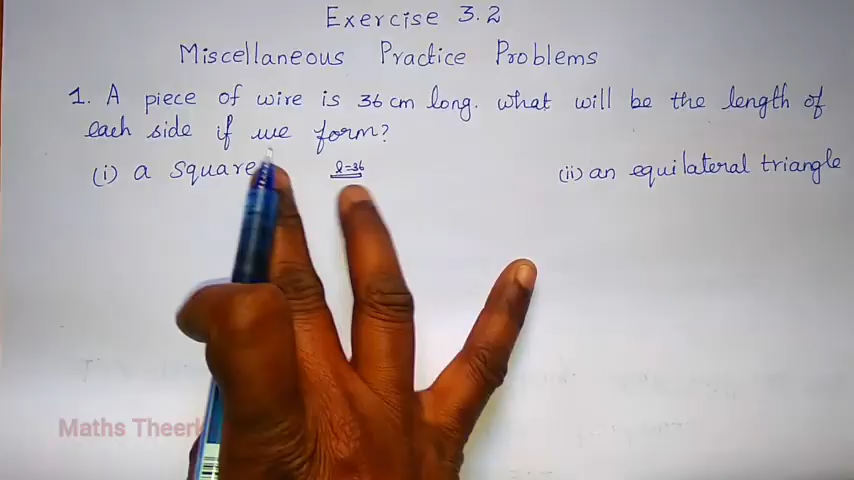 Exercise 3.2
Miscellaneous Practice Problems
1. A piece of wire is 36 cm long. what will be the length of
each side if we form?
(i) a square
l=36
(ii) an equilateral triangle
Maths Theer